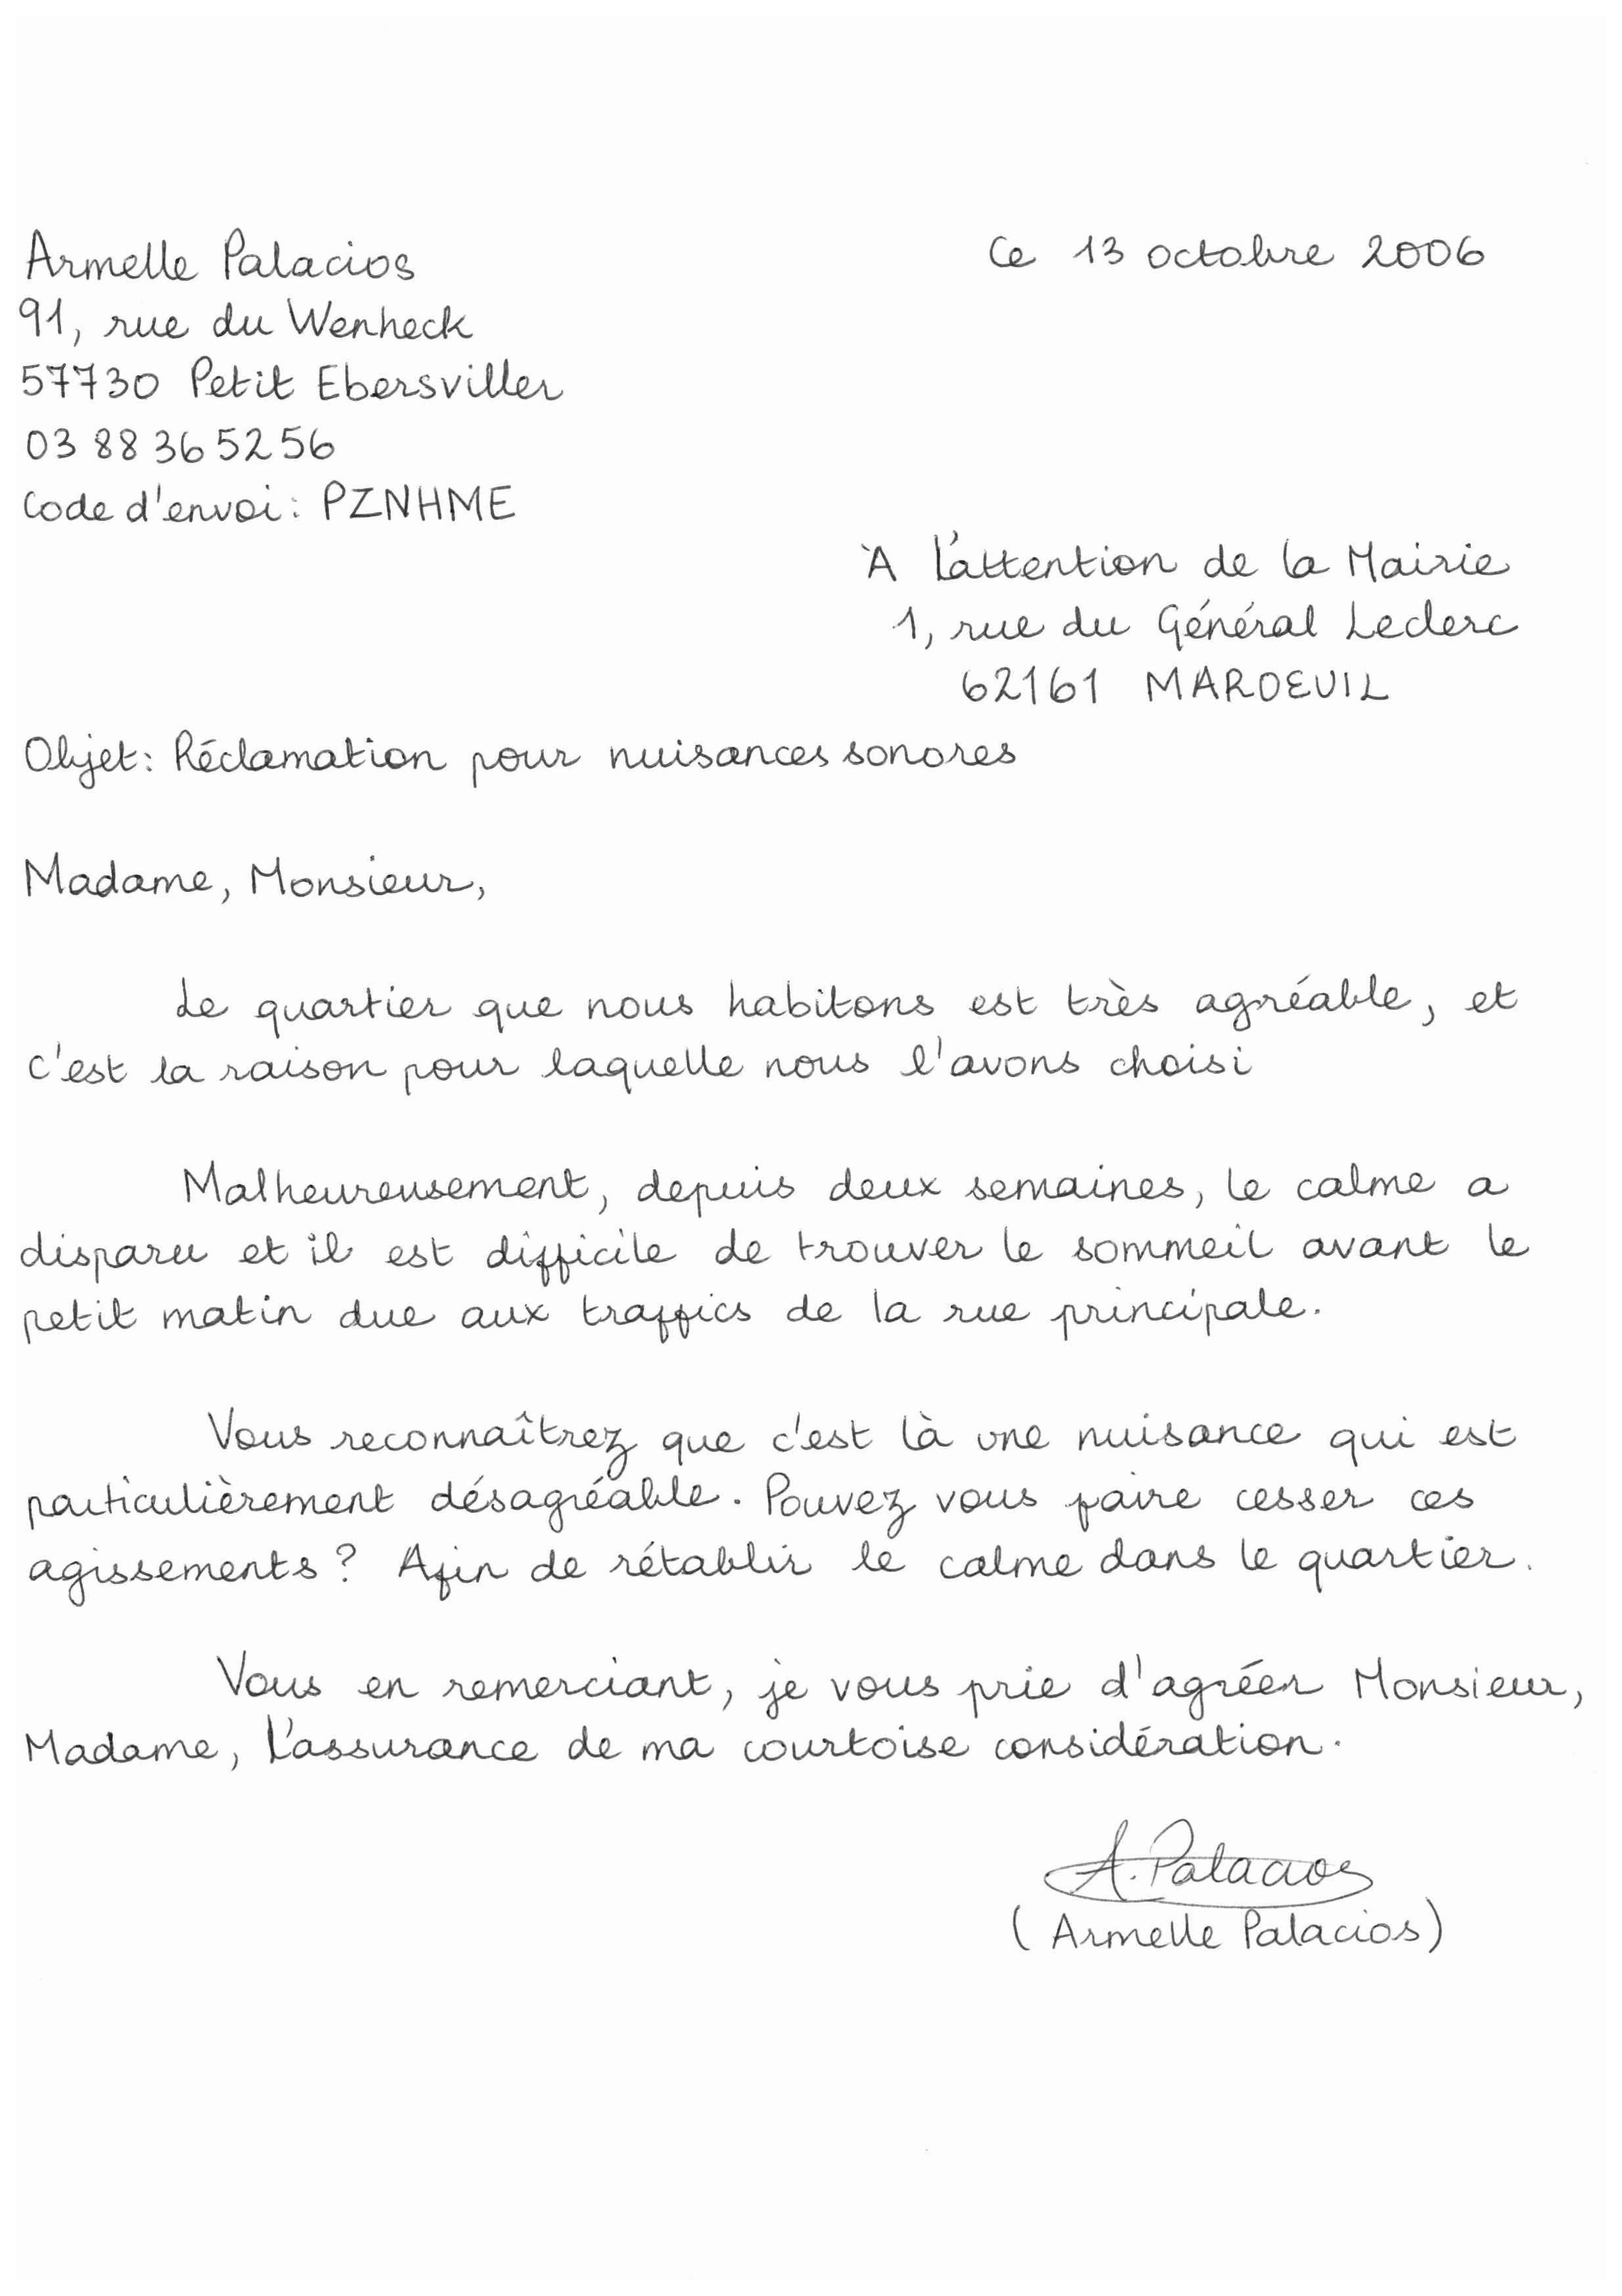 Armelle Palacios
Ce 13 octobre 2006
91, rue du Wenheck
57730 Petit Ebersviller
03 88 36 52 56
Code d'envoi : PZNHME
À L'attention de la Mairie
1, rue du Général Leclerc
62161 MAROEUIL
Objet : Réclamation pour nuisances sonores
Madame, Monsieur,
Le quartier que nous habitons est très agréable, et
c'est la raison pour laquelle nous l'avons choisi
Malheureusement, depuis deux semaines, le calme a
disparu et il est difficile de trouver le sommeil avant le
petit matin due aux traffics de la rue principale.
Vous reconnaîtrez que c'est là une nuisance qui est
particulièrement désagréable. Pouvez vous faire cesser ces
agissements ? Afin de rétablir le calme dans le quartier.
Vous en remerciant, je vous prie d'agréer Monsieur,
Madame, L'assurance de ma courtoise considération.
A. Palacios
(Armelle Palacios)